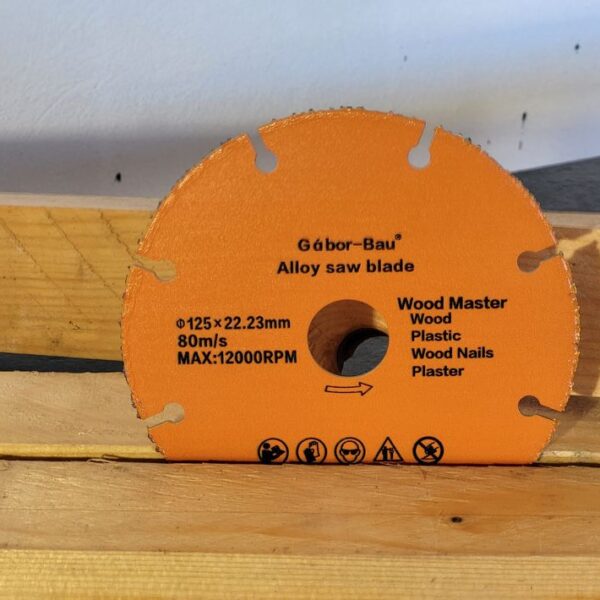 Gábor-Bau®
Alloy saw blade
Φ125×22.23mm
80m/s
MAX:12000RPM
Wood Master
Wood
Plastic
Wood Nails
Plaster